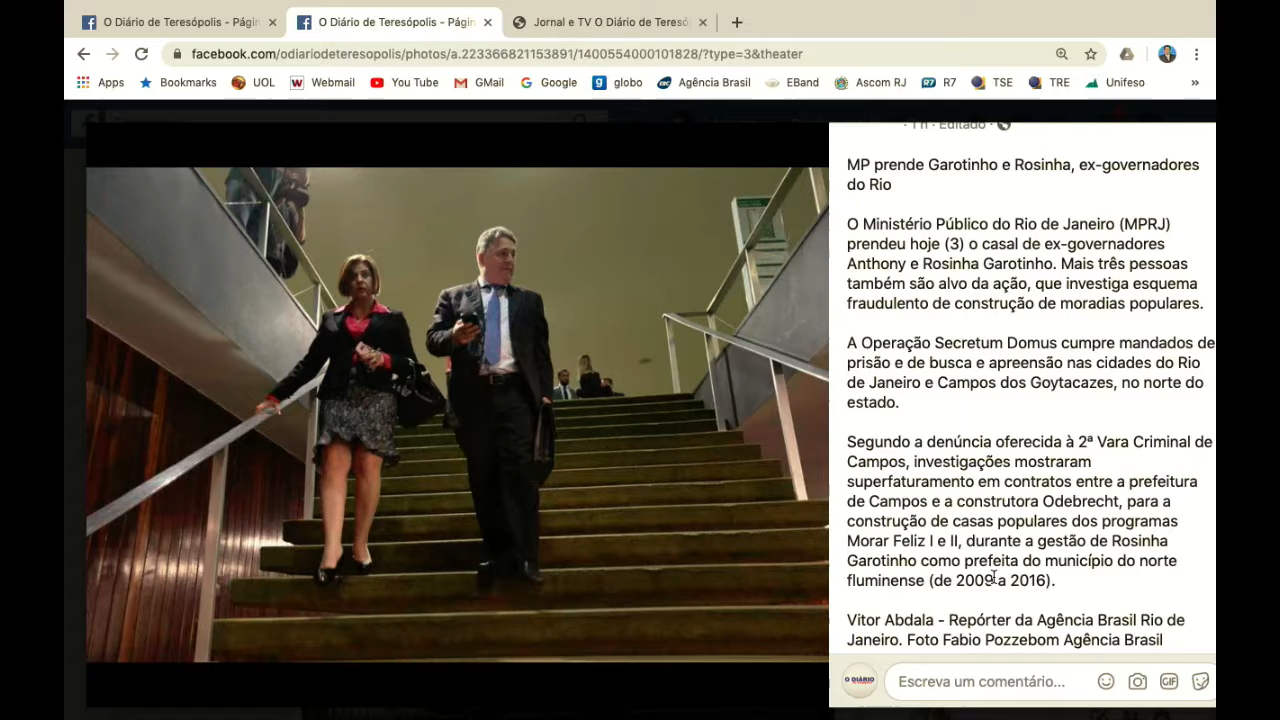 O Diário de Teresópolis - Págin
O Diário de Teresópolis - Págin
Jornal e TV O Diário de Teresó
facebook.com/odiariodeteresopolis/photos/a.223366821153891/1400554000101828/?type=3&theater
Apps
Bookmarks
UOL
Webmail
You Tube
GMail
Google
globo
Agência Brasil
EBand
Ascom RJ
R7
TSE
TRE
Unifeso
»
· 1 h · Editado ·
MP prende Garotinho e Rosinha, ex-governadores
do Rio
O Ministério Público do Rio de Janeiro (MPRJ)
prendeu hoje (3) o casal de ex-governadores
Anthony e Rosinha Garotinho. Mais três pessoas
também são alvo da ação, que investiga esquema
fraudulento de construção de moradias populares.
A Operação Secretum Domus cumpre mandados de
prisão e de busca e apreensão nas cidades do Rio
de Janeiro e Campos dos Goytacazes, no norte do
estado.
Segundo a denúncia oferecida à 2ª Vara Criminal de
Campos, investigações mostraram
superfaturamento em contratos entre a prefeitura
de Campos e a construtora Odebrecht, para a
construção de casas populares dos programas
Morar Feliz I e II, durante a gestão de Rosinha
Garotinho como prefeita do município do norte
fluminense (de 2009 a 2016).
Vitor Abdala - Repórter da Agência Brasil Rio de
Janeiro. Foto Fabio Pozzebom Agência Brasil
O DIÁRIO
Escreva um comentário...
GIF